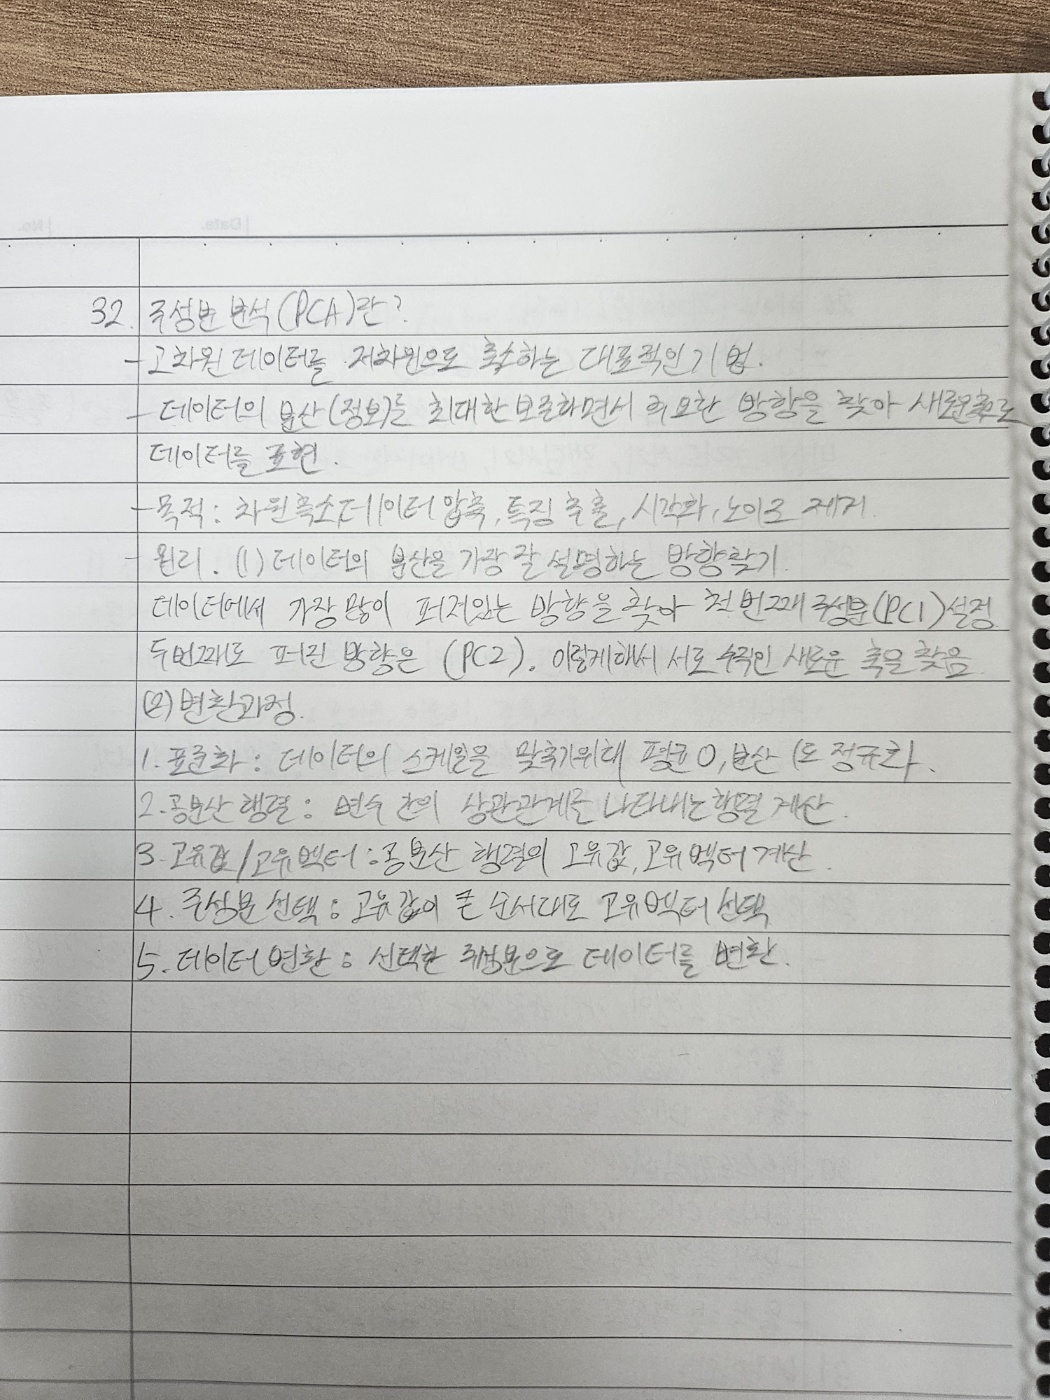 32. 주성분 분석(PCA)란?
- 고차원 데이터를 저차원으로 축소하는 대표적인 기법.
- 데이터의 분산(정보)를 최대한 보존하면서 중요한 방향을 찾아 새로운축으로
데이터를 표현.
- 목적: 차원축소, 데이터 압축, 특징 추출, 시각화, 노이즈 제거.
- 원리. (1) 데이터의 분산을 가장 잘 설명하는 방향찾기.
데이터에서 가장 많이 퍼져있는 방향을 찾아 첫 번째 주성분(PC1)설정
두번째로 퍼진 방향은 (PC2). 이렇게해서 서로 수직인 새로운 축을 찾음.
(2) 변환과정.
1. 표준화: 데이터의 스케일을 맞추기위해 평균 0, 분산 1로 정규화.
2. 공분산 행렬: 변수 간의 상관관계를 나타내는 행렬 계산.
3. 고유값/고유벡터: 공분산 행렬의 고유값, 고유벡터 계산.
4. 주성분 선택: 고유값이 큰 순서대로 고유벡터 선택
5. 데이터 변환: 선택한 주성분으로 데이터를 변환.